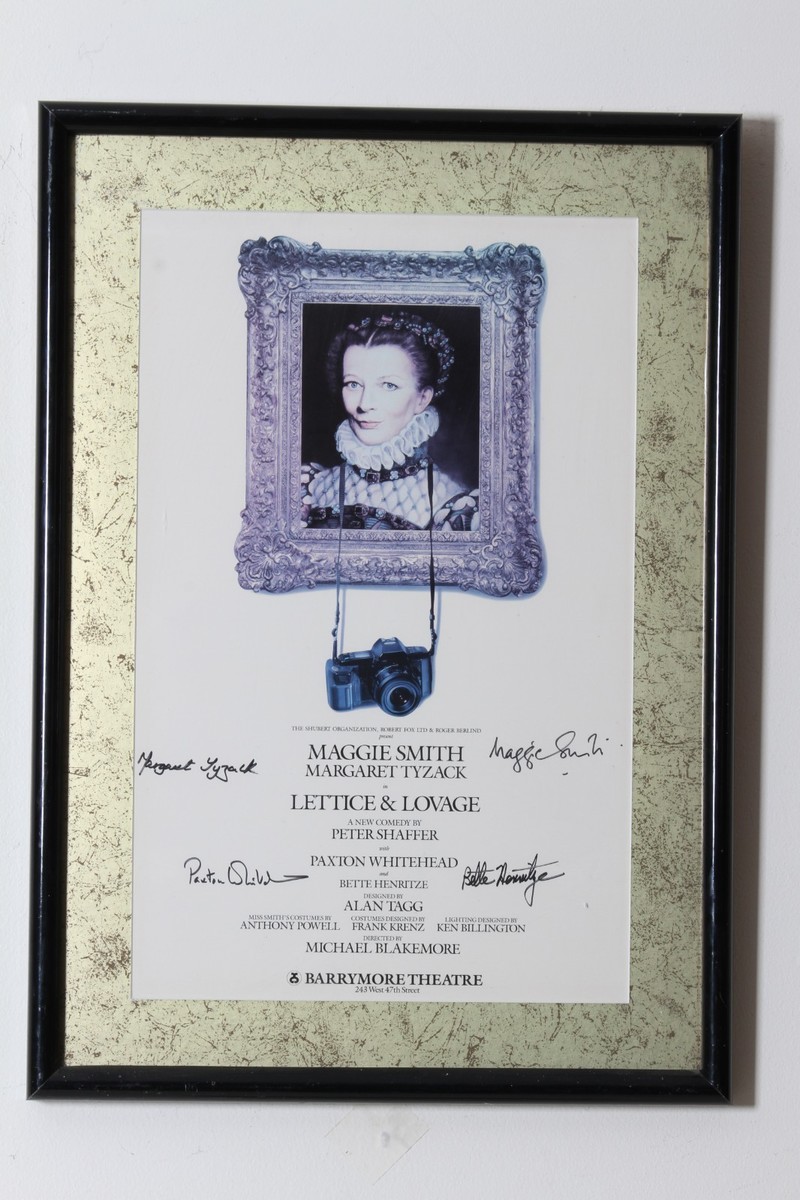 THE SHUBERT ORGANIZATION, ROBERT FOX LTD & ROGER BERLIND
present
MAGGIE SMITH
MARGARET TYZACK
Margaret Tyzack
Maggie Smith
in
LETTICE & LOVAGE
A NEW COMEDY BY
PETER SHAFFER
with
PAXTON WHITEHEAD
and
BETTE HENRITZE
Paxton Whitehead
Bette Henritze
DESIGNED BY
ALAN TAGG
MISS SMITH'S COSTUMES BY COSTUMES DESIGNED BY LIGHTING DESIGNED BY
ANTHONY POWELL FRANK KRENZ KEN BILLINGTON
DIRECTED BY
MICHAEL BLAKEMORE
BARRYMORE THEATRE
243 West 47th Street